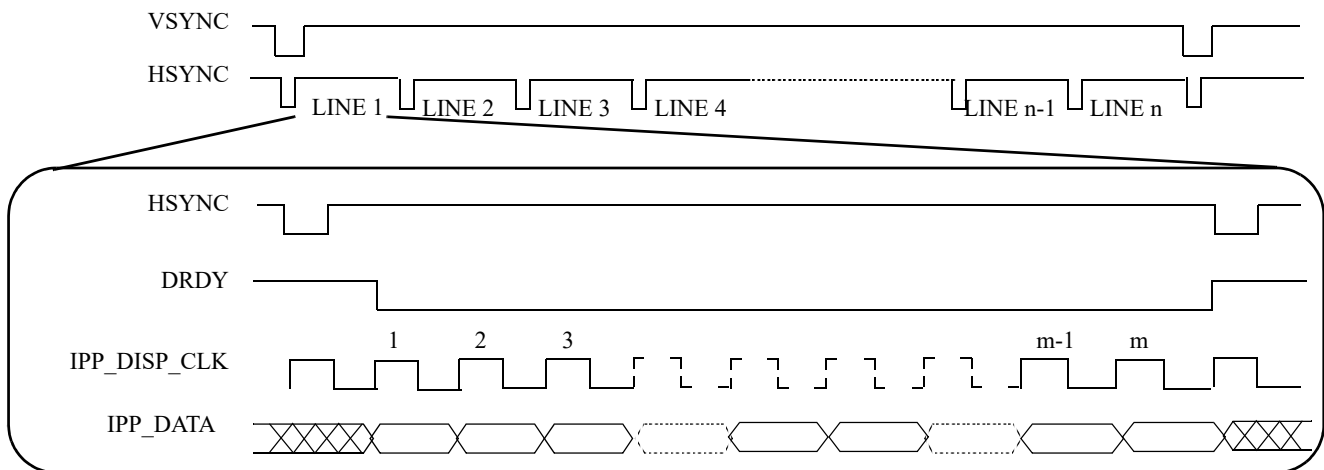 VSYNC
HSYNC
LINE 1 LINE 2 LINE 3 LINE 4 LINE n-1 LINE n
HSYNC
DRDY
1 2 3 m-1 m
IPP_DISP_CLK
IPP_DATA